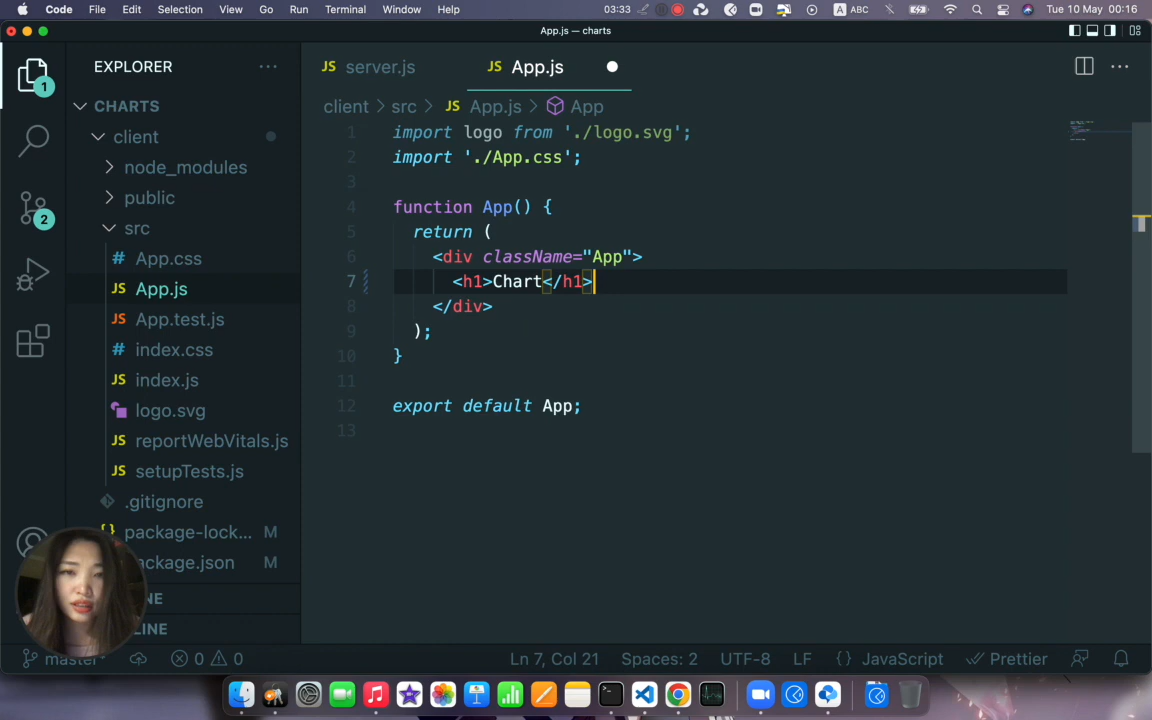 Code File Edit Selection View Go Run Terminal Window Help 03:33 A ABC Tue 10 May 00:16
App.js — charts
EXPLORER
JS server.js
JS App.js
CHARTS
client > src > JS App.js > App
client
node_modules
public
src
# App.css
JS App.js
JS App.test.js
# index.css
JS index.js
logo.svg
JS reportWebVitals.js
JS setupTests.js
.gitignore
{} package-lock... M
ackage.json M
NE
LINE
1
2
1 import logo from './logo.svg';
2 import './App.css';
3
4 function App() {
5 return (
6 <div className="App">
7 <h1>Chart</h1>
8 </div>
9 );
10 }
11
12 export default App;
13
master* 0 0 Ln 7, Col 21 Spaces: 2 UTF-8 LF {} JavaScript Prettier